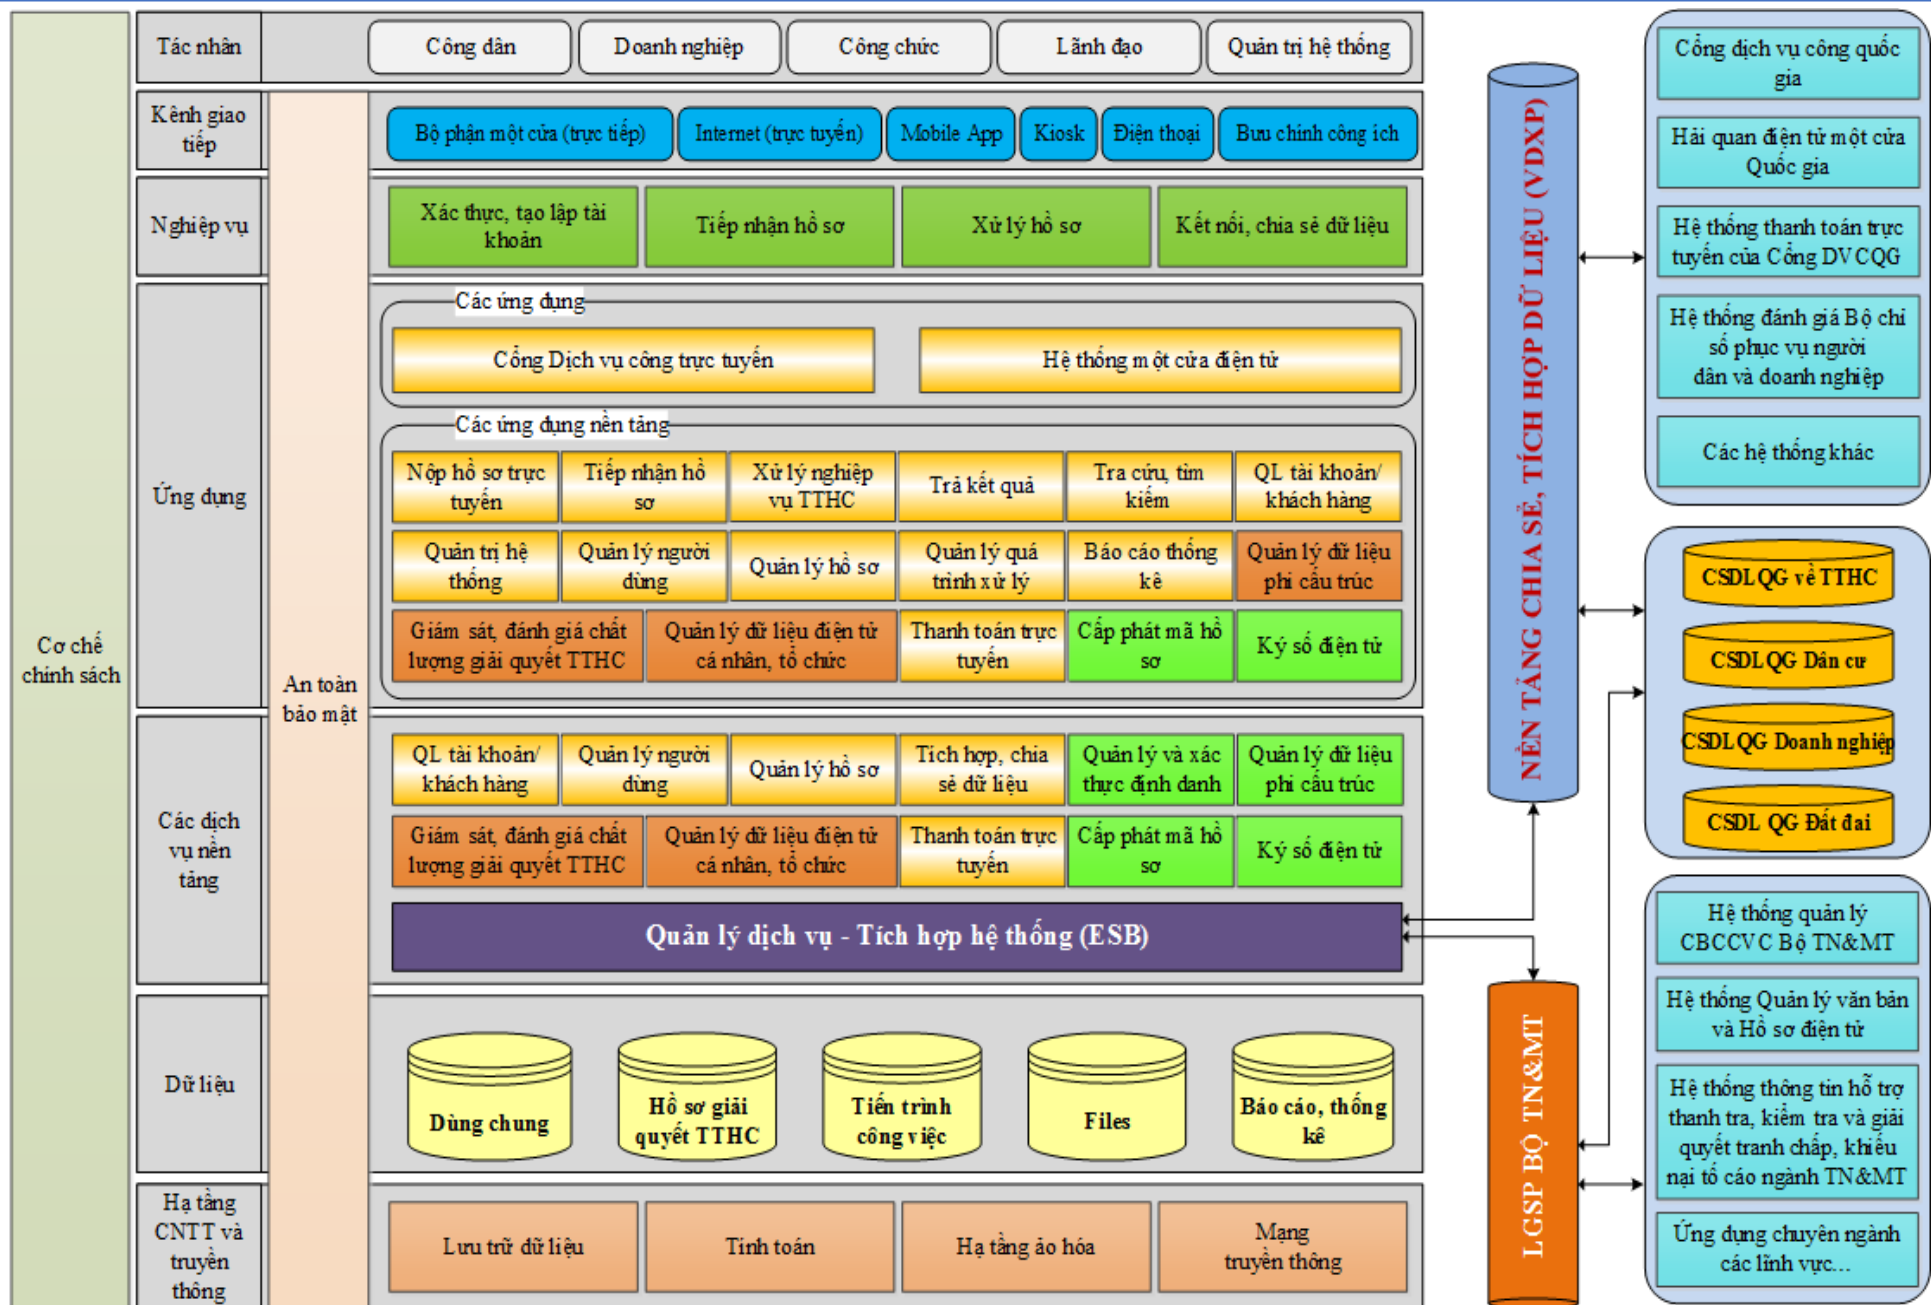 Cơ chế
chính sách
Tác nhân
Công dân
Doanh nghiệp
Công chức
Lãnh đạo
Quản trị hệ thống
An toàn
bảo mật
Kênh giao
tiếp
Bộ phận một cửa (trực tiếp)
Internet (trực tuyến)
Mobile App
Kiosk
Điện thoại
Bưu chính công ích
Nghiệp vụ
Xác thực, tạo lập tài
khoản
Tiếp nhận hồ sơ
Xử lý hồ sơ
Kết nối, chia sẻ dữ liệu
Ứng dụng
Các ứng dụng
Cổng Dịch vụ công trực tuyến
Hệ thống một cửa điện tử
Các ứng dụng nền tảng
Nộp hồ sơ trực
tuyến
Tiếp nhận hồ
sơ
Xử lý nghiệp
vụ TTHC
Trả kết quả
Tra cứu, tìm
kiếm
QL tài khoản/
khách hàng
Quản trị hệ
thống
Quản lý người
dùng
Quản lý hồ sơ
Quản lý quá
trình xử lý
Báo cáo thống
kê
Quản lý dữ liệu
phi cấu trúc
Giám sát, đánh giá chất
lượng giải quyết TTHC
Quản lý dữ liệu điện tử
cá nhân, tổ chức
Thanh toán trực
tuyến
Cấp phát mã hồ
sơ
Ký số điện tử
Các dịch
vụ nền
tảng
QL tài khoản/
khách hàng
Quản lý người
dùng
Quản lý hồ sơ
Tích hợp, chia
sẻ dữ liệu
Quản lý và xác
thực định danh
Quản lý dữ liệu
phi cấu trúc
Giám sát, đánh giá chất
lượng giải quyết TTHC
Quản lý dữ liệu điện tử
cá nhân, tổ chức
Thanh toán trực
tuyến
Cấp phát mã hồ
sơ
Ký số điện tử
Quản lý dịch vụ - Tích hợp hệ thống (ESB)
Dữ liệu
Dùng chung
Hồ sơ giải
quyết TTHC
Tiến trình
công việc
Files
Báo cáo, thống
kê
Hạ tầng
CNTT và
truyền
thông
Lưu trữ dữ liệu
Tính toán
Hạ tầng ảo hóa
Mạng
truyền thông
NỀN TẢNG CHIA SẺ, TÍCH HỢP DỮ LIỆU (VDXP)
LGSP BỘ TN&MT
Cổng dịch vụ công quốc
gia
Hải quan điện tử một cửa
Quốc gia
Hệ thống thanh toán trực
tuyến của Cổng DVCQG
Hệ thống đánh giá Bộ chỉ
số phục vụ người
dân và doanh nghiệp
Các hệ thống khác
CSDLQG về TTHC
CSDLQG Dân cư
CSDLQG Doanh nghiệp
CSDL QG Đất đai
Hệ thống quản lý
CBCCVC Bộ TN&MT
Hệ thống Quản lý văn bản
và Hồ sơ điện tử
Hệ thống thông tin hỗ trợ
thanh tra, kiểm tra và giải
quyết tranh chấp, khiếu
nại tố cáo ngành TN&MT
Ứng dụng chuyên ngành
các lĩnh vực...